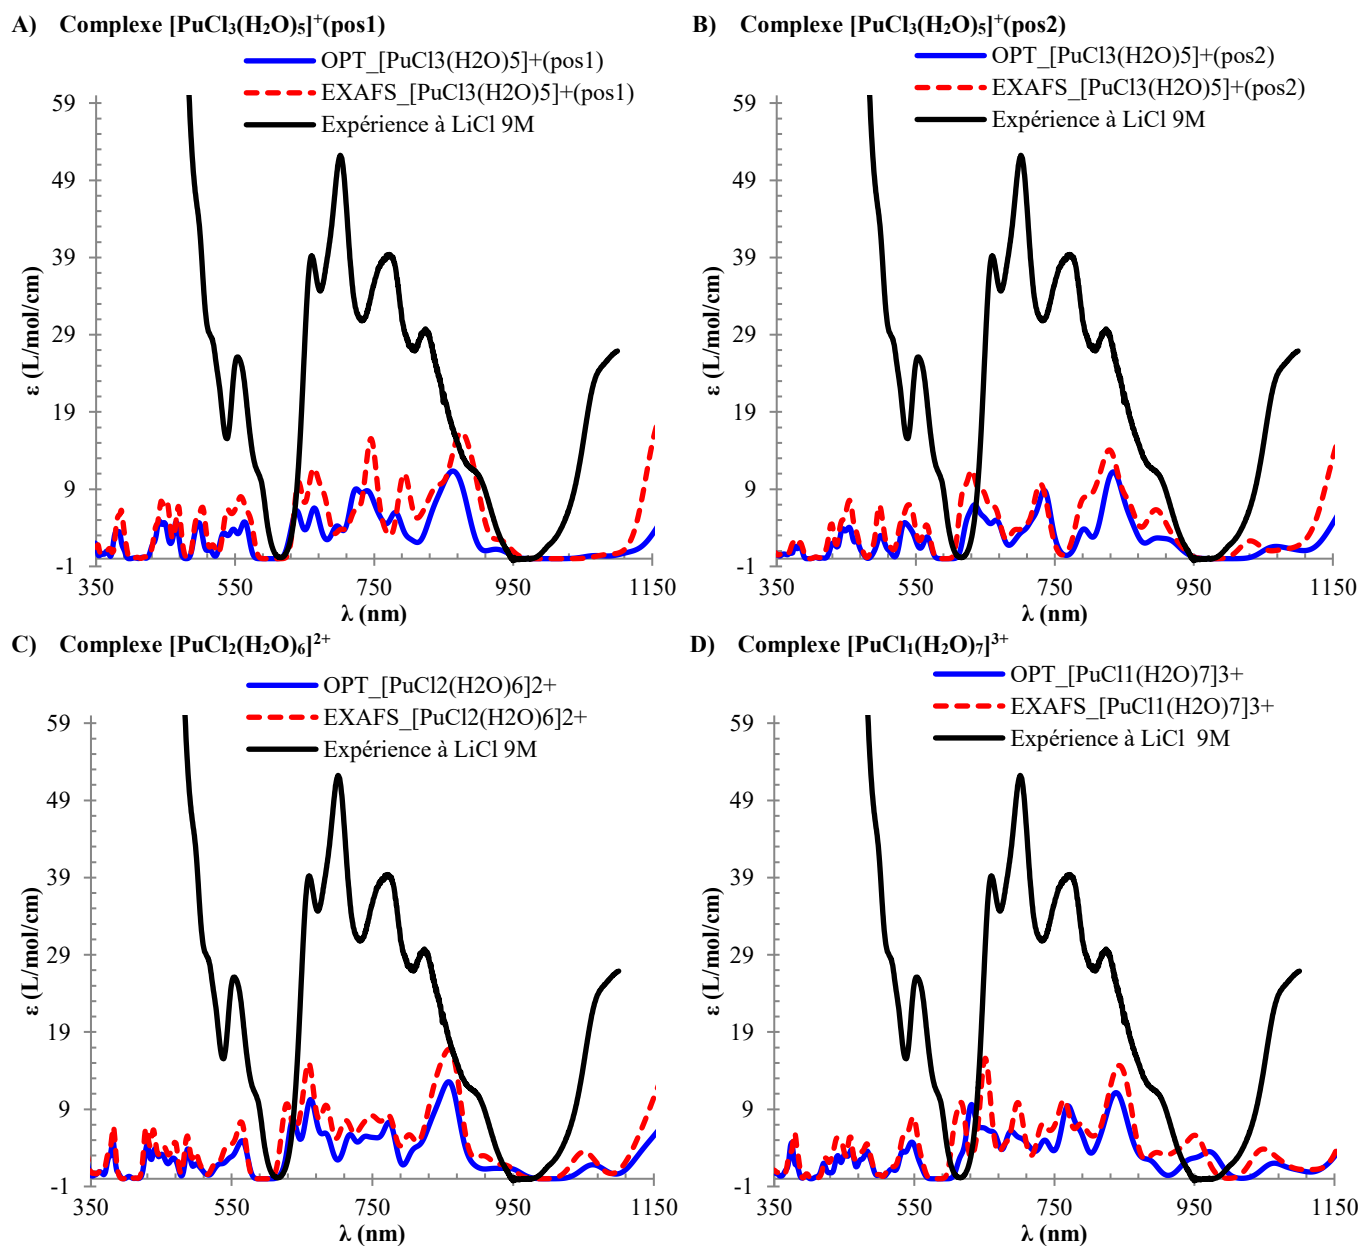 A) Complexe [PuCl₃(H₂O)₅]⁺(pos1)
OPT_[PuCl3(H2O)5]+(pos1)
EXAFS_[PuCl3(H2O)5]+(pos1)
Expérience à LiCl 9M
59
49
39
29
19
9
-1
ε (L/mol/cm)
350 550 750 950 1150
λ (nm)
B) Complexe [PuCl₃(H₂O)₅]⁺(pos2)
OPT_[PuCl3(H2O)5]+(pos2)
EXAFS_[PuCl3(H2O)5]+(pos2)
Expérience à LiCl 9M
59
49
39
29
19
9
-1
ε (L/mol/cm)
350 550 750 950 1150
λ (nm)
C) Complexe [PuCl₂(H₂O)₆]²⁺
OPT_[PuCl2(H2O)6]2+
EXAFS_[PuCl2(H2O)6]2+
Expérience à LiCl 9M
59
49
39
29
19
9
-1
ε (L/mol/cm)
350 550 750 950 1150
λ (nm)
D) Complexe [PuCl₁(H₂O)₇]³⁺
OPT_[PuCl1(H2O)7]3+
EXAFS_[PuCl1(H2O)7]3+
Expérience à LiCl 9M
59
49
39
29
19
9
-1
ε (L/mol/cm)
350 550 750 950 1150
λ (nm)